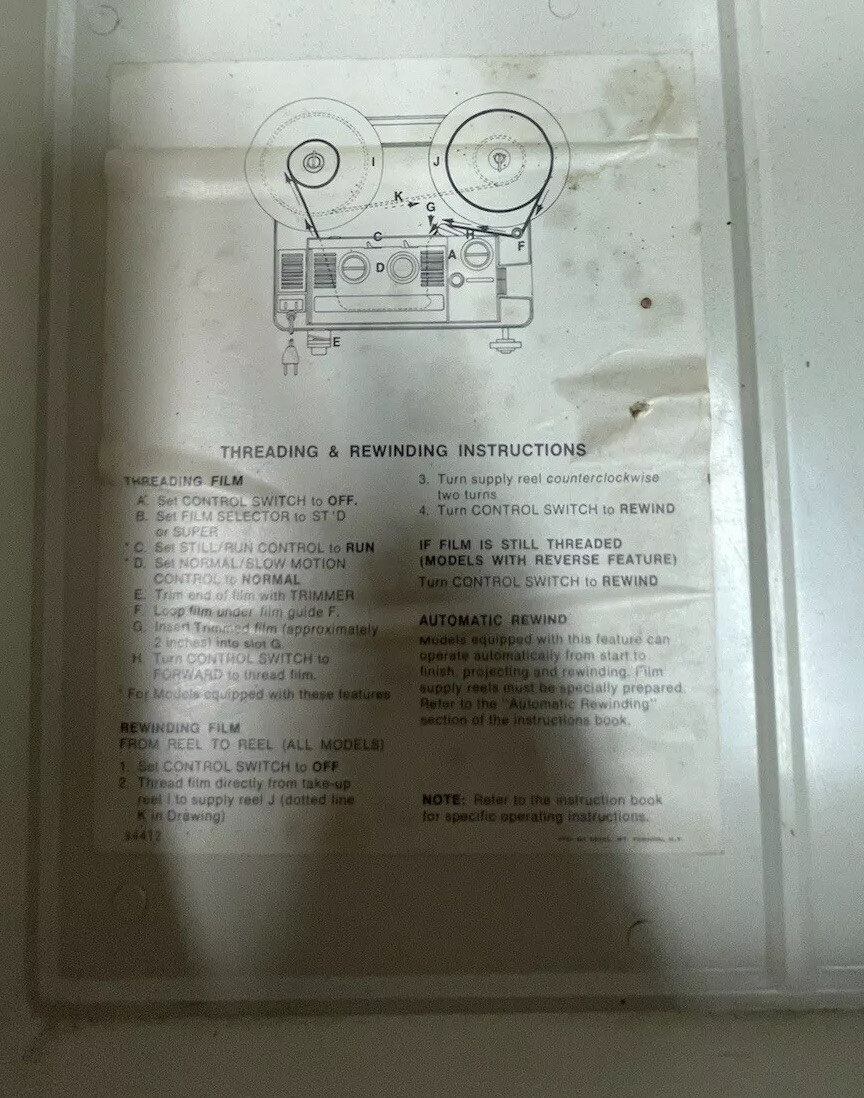 I
J
K
G
H
C
F
A
D
E
THREADING & REWINDING INSTRUCTIONS
THREADING FILM
A. Set CONTROL SWITCH to OFF.
B. Set FILM SELECTOR to ST'D
or SUPER
* C. Set STILL/RUN CONTROL to RUN
* D. Set NORMAL/SLOW MOTION
CONTROL to NORMAL
E. Trim end of film with TRIMMER
F. Loop film under film guide F.
G. Insert Trimmed film (approximately
2 inches) into slot G.
H. Turn CONTROL SWITCH to
FORWARD to thread film.
* For Models equipped with these features
REWINDING FILM
FROM REEL TO REEL (ALL MODELS)
1. Set CONTROL SWITCH to OFF
2. Thread film directly from take-up
reel I to supply reel J (dotted line
K in Drawing)
94412
3. Turn supply reel counterclockwise
two turns
4. Turn CONTROL SWITCH to REWIND
IF FILM IS STILL THREADED
(MODELS WITH REVERSE FEATURE)
Turn CONTROL SWITCH to REWIND
AUTOMATIC REWIND
Models equipped with this feature can
operate automatically from start to
finish, projecting and rewinding. Film
supply reels must be specially prepared.
Refer to the "Automatic Rewinding"
section of the instructions book.
NOTE: Refer to the instruction book
for specific operating instructions.